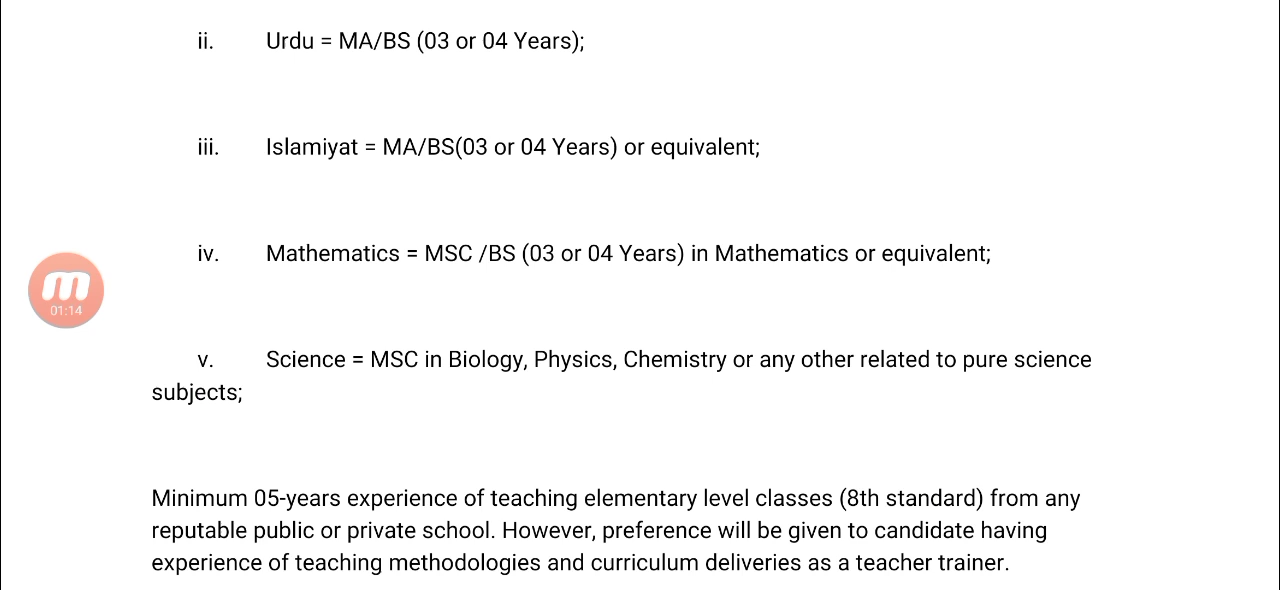 ii. Urdu = MA/BS (03 or 04 Years);
iii. Islamiyat = MA/BS(03 or 04 Years) or equivalent;
iv. Mathematics = MSC /BS (03 or 04 Years) in Mathematics or equivalent;
01:14
v. Science = MSC in Biology, Physics, Chemistry or any other related to pure science
subjects;
Minimum 05-years experience of teaching elementary level classes (8th standard) from any
reputable public or private school. However, preference will be given to candidate having
experience of teaching methodologies and curriculum deliveries as a teacher trainer.